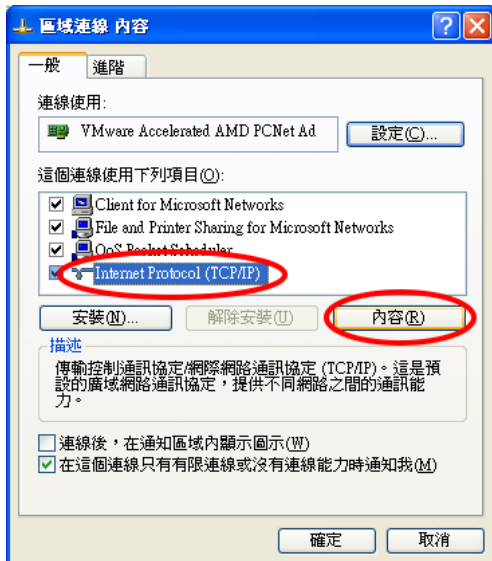 區域連線 內容
一般
進階
連線使用:
VMware Accelerated AMD PCNet Ad
設定(C)...
這個連線使用下列項目(O):
Client for Microsoft Networks
File and Printer Sharing for Microsoft Networks
QoS Packet Scheduler
Internet Protocol (TCP/IP)
安裝(N)...
解除安裝(U)
內容(R)
描述
傳輸控制通訊協定/網際網路通訊協定 (TCP/IP)。這是預
設的廣域網路通訊協定，提供不同網路之間的通訊能
力。
連線後，在通知區域內顯示圖示(W)
在這個連線只有有限連線或沒有連線能力時通知我(M)
確定
取消